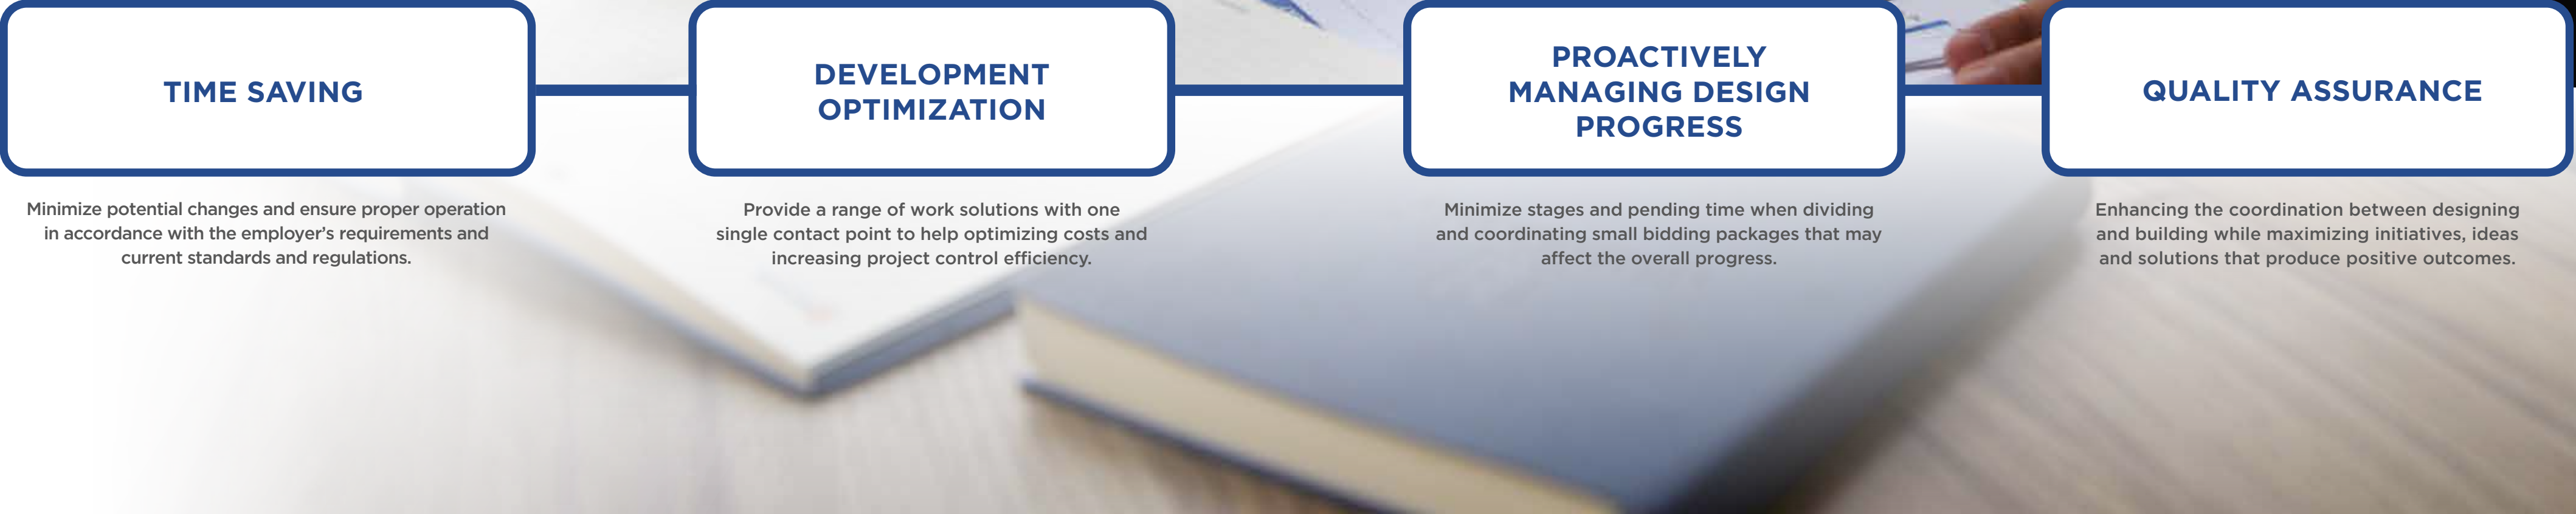 TIME SAVING
Minimize potential changes and ensure proper operation
in accordance with the employer’s requirements and
current standards and regulations.
DEVELOPMENT
OPTIMIZATION
Provide a range of work solutions with one
single contact point to help optimizing costs and
increasing project control efficiency.
PROACTIVELY
MANAGING DESIGN
PROGRESS
Minimize stages and pending time when dividing
and coordinating small bidding packages that may
affect the overall progress.
QUALITY ASSURANCE
Enhancing the coordination between designing
and building while maximizing initiatives, ideas
and solutions that produce positive outcomes.